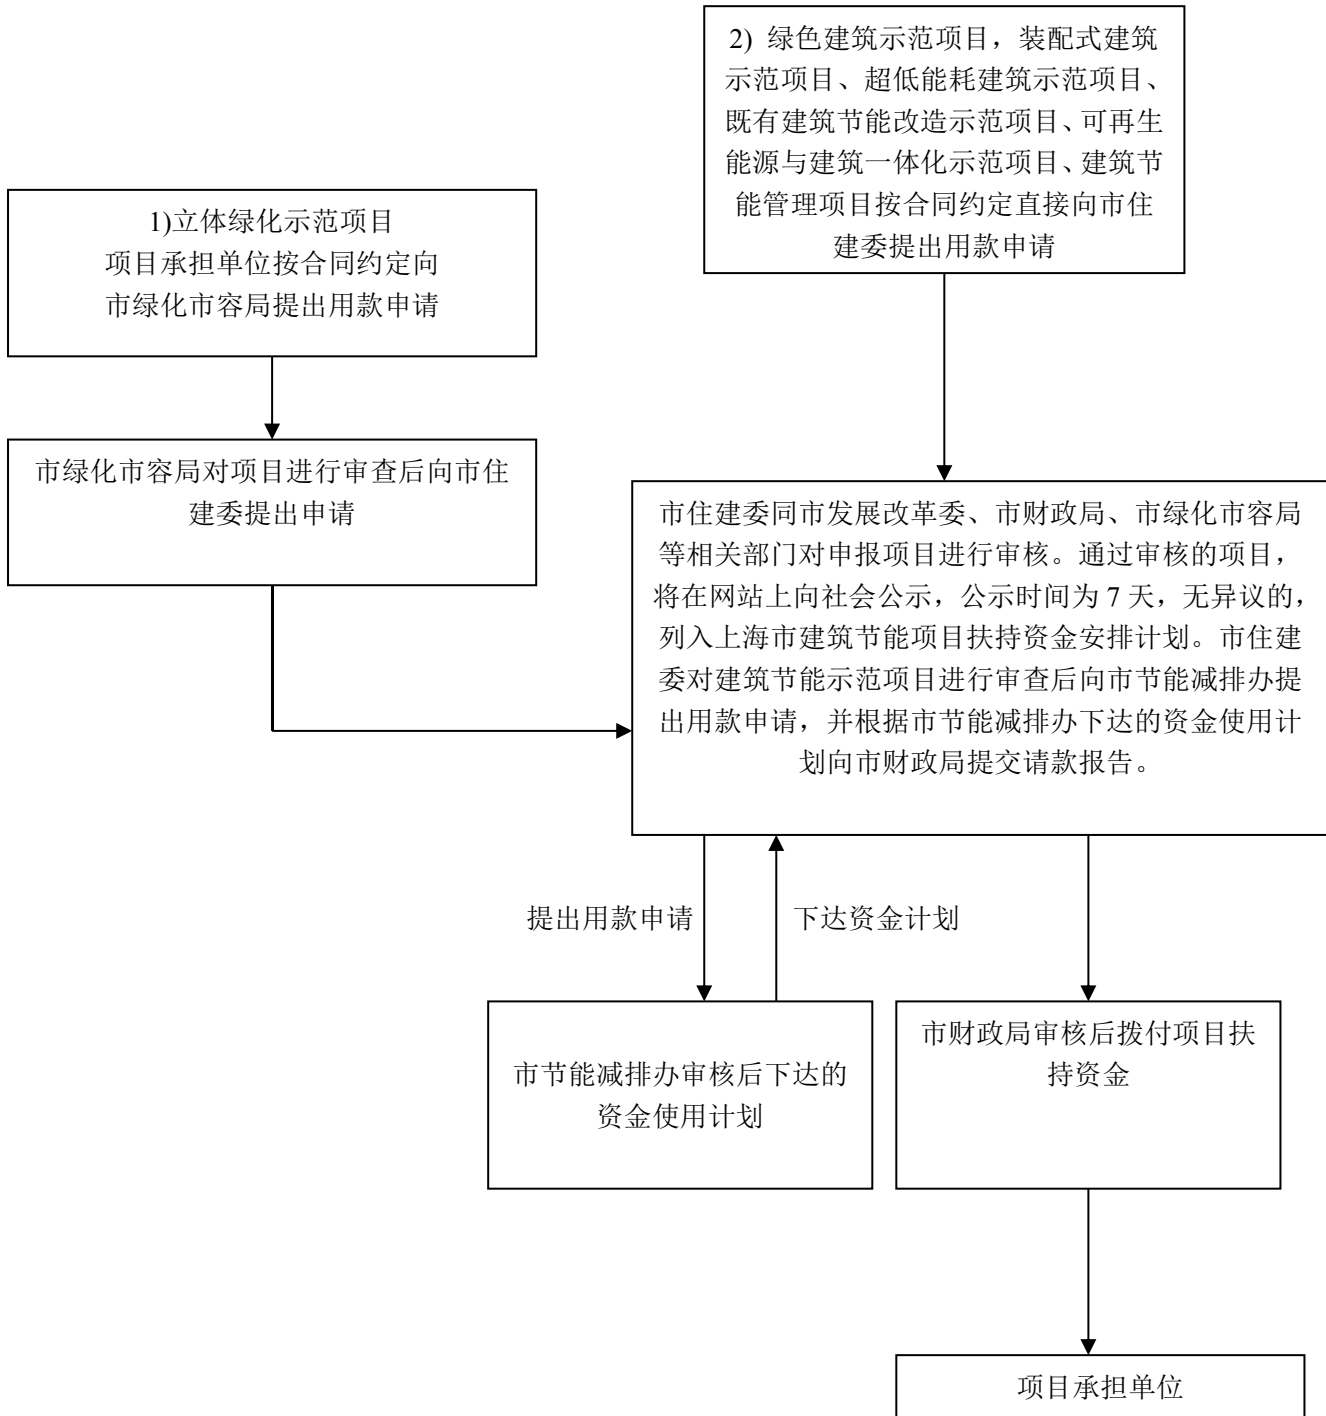 2) 绿色建筑示范项目，装配式建筑
示范项目、超低能耗建筑示范项目、
既有建筑节能改造示范项目、可再生
能源与建筑一体化示范项目、建筑节
能管理项目按合同约定直接向市住
建委提出用款申请
1)立体绿化示范项目
项目承担单位按合同约定向
市绿化市容局提出用款申请
市绿化市容局对项目进行审查后向市住
建委提出申请
市住建委同市发展改革委、市财政局、市绿化市容局
等相关部门对申报项目进行审核。通过审核的项目，
将在网站上向社会公示，公示时间为 7 天，无异议的，
列入上海市建筑节能项目扶持资金安排计划。市住建
委对建筑节能示范项目进行审查后向市节能减排办提
出用款申请，并根据市节能减排办下达的资金使用计
划向市财政局提交请款报告。
提出用款申请
下达资金计划
市节能减排办审核后下达的
资金使用计划
市财政局审核后拨付项目扶
持资金
项目承担单位